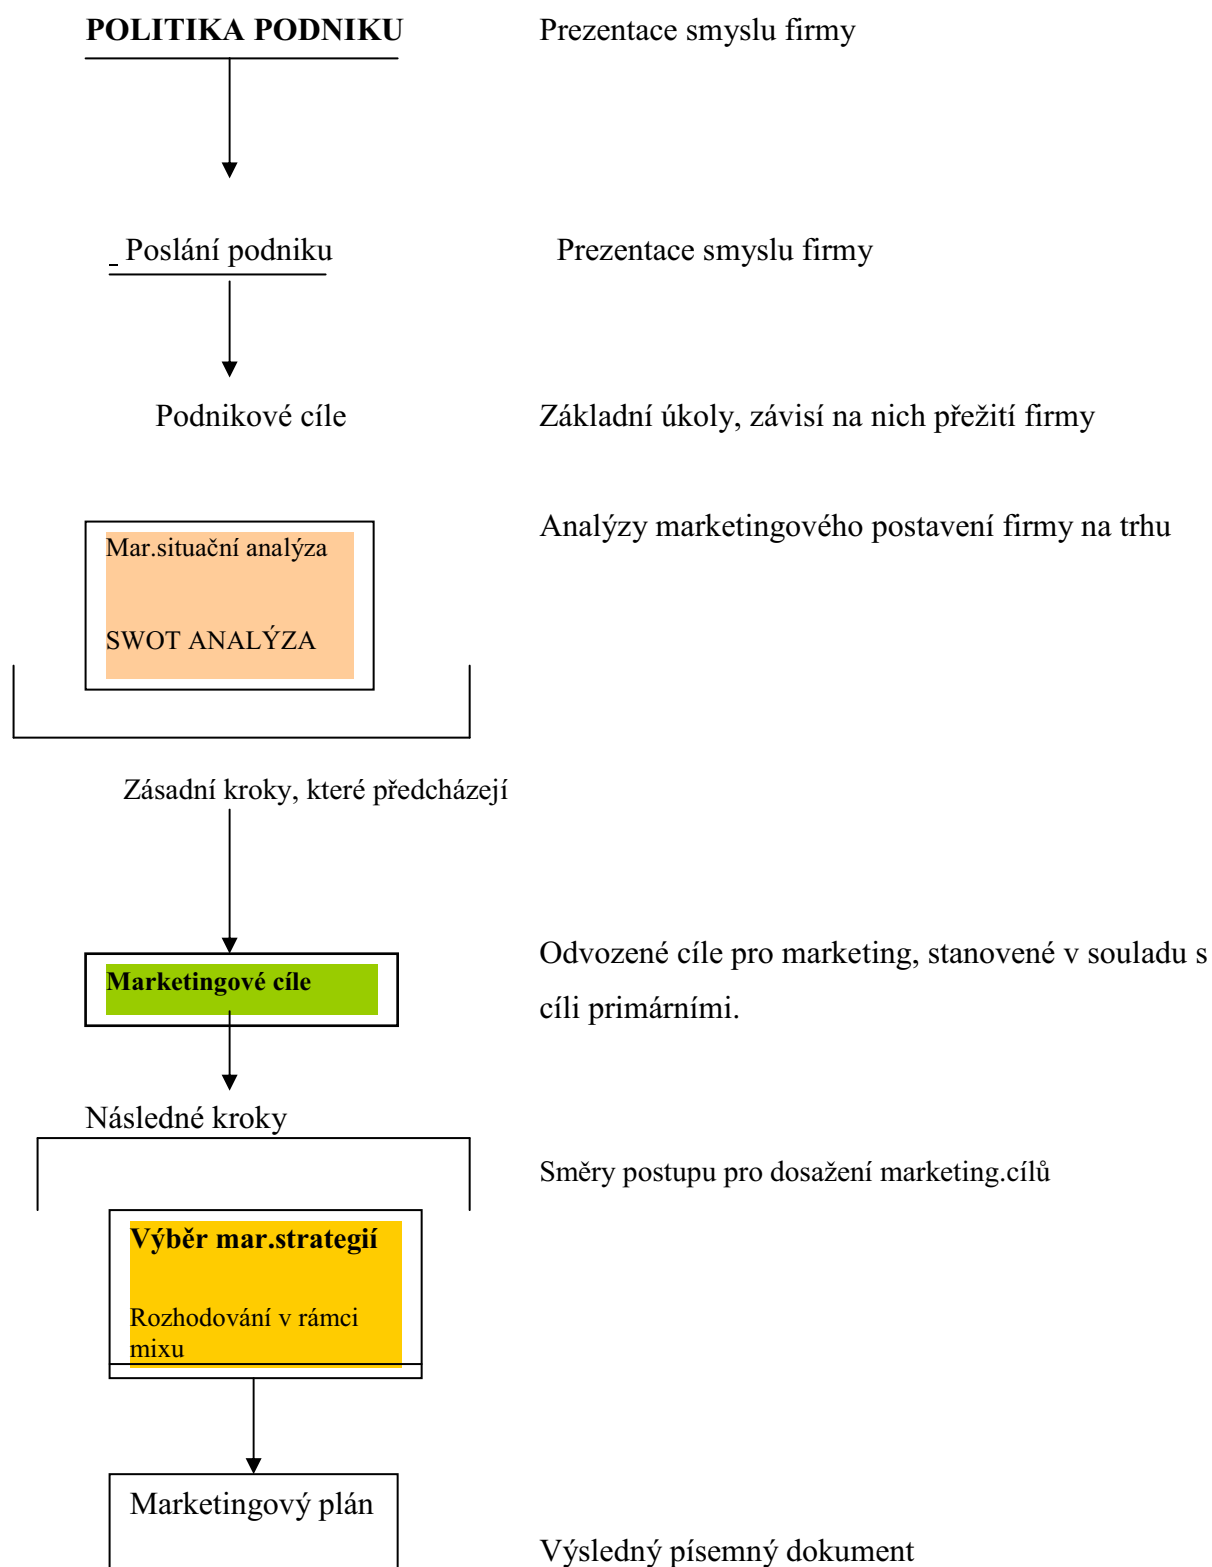 POLITIKA PODNIKU Prezentace smyslu firmy
Poslání podniku Prezentace smyslu firmy
Podnikové cíle Základní úkoly, závisí na nich přežití firmy
Analýzy marketingového postavení firmy na trhu
Mar.situační analýza
SWOT ANALÝZA
Zásadní kroky, které předcházejí
Odvozené cíle pro marketing, stanovené v souladu s
Marketingové cíle
cíli primárními.
Následné kroky
Směry postupu pro dosažení marketing.cílů
Výběr mar.strategií
Rozhodování v rámci
mixu
Marketingový plán
Výsledný písemný dokument